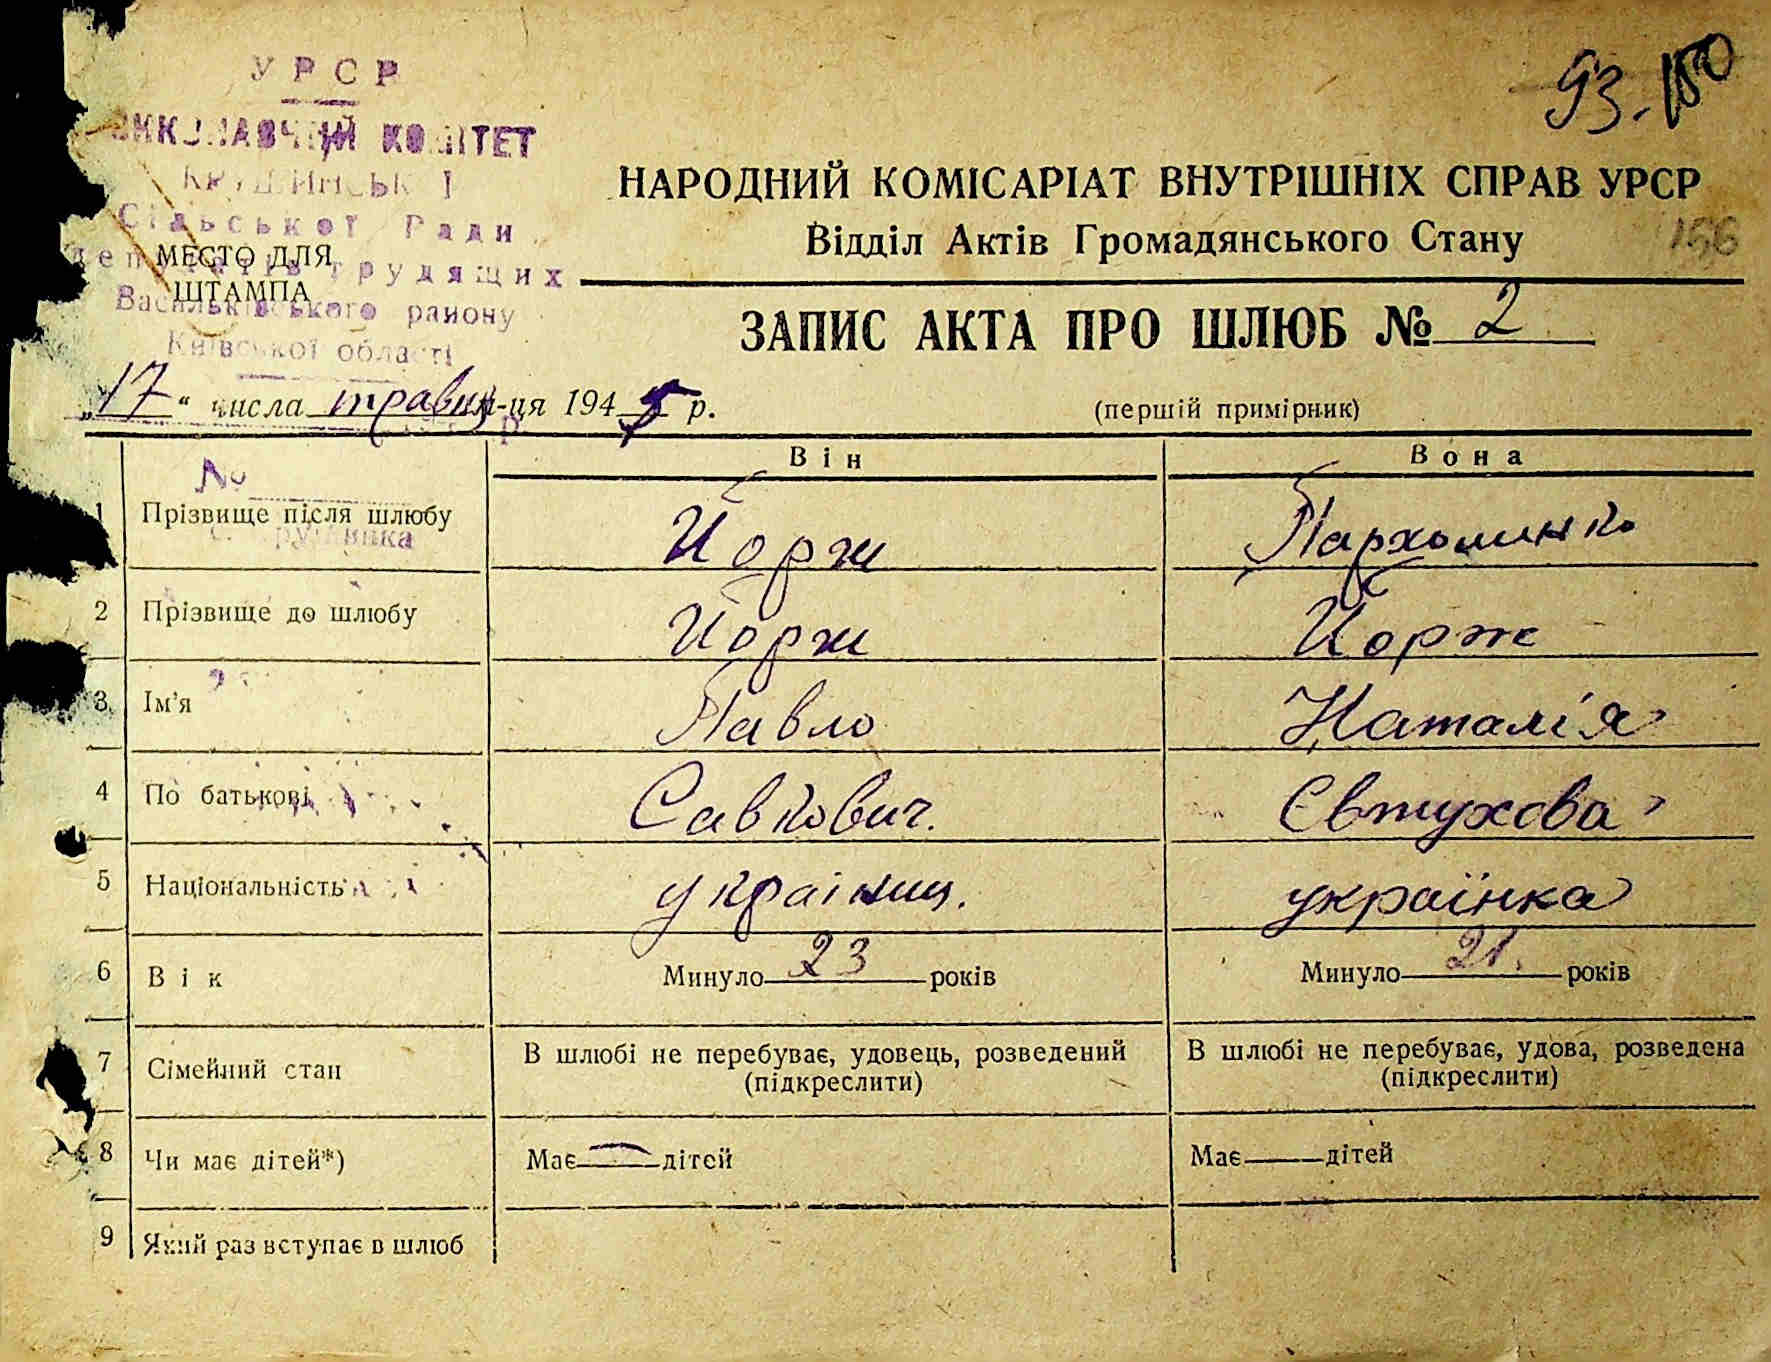 93-150
УРСР
ВИКОНАВЧИЙ КОМІТЕТ
НАРОДНИЙ КОМІСАРІАТ ВНУТРІШНІХ СПРАВ УРСР
Сільської Ради
Відділ Актів Громадянського Стану
156
МЕСТО ДЛЯ
трудящих
ШТАМПА
Васильківського району
Київської області
ЗАПИС АКТА ПРО ШЛЮБ № 2
„17“ числа травня м-ця 1945 р.
(першій примірник)
Він Вона
№
1 Прізвище після шлюбу Йорж Пархоминко
2 Прізвище до шлюбу Йорж Йорж
3 Ім'я Павло Наталія
4 По батькові Савкович. Євтухова
5 Національність українц. українка
6 Вік Минуло 23 років Минуло 21. років
7 Сімейний стан В шлюбі не перебуває, удовець, розведений (підкреслити) В шлюбі не перебуває, удова, розведена (підкреслити)
8 Чи має дітей*) Має — дітей Має — дітей
9 Який раз вступає в шлюб